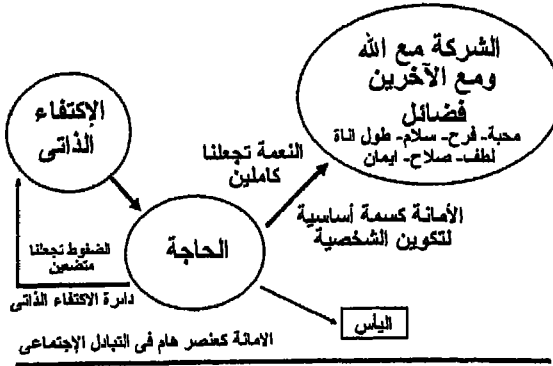 الشركة مع الله
ومع الآخرين
فضائل
محبة- فرح- سلام- طول اناة
لطف- صلاح- ايمان
الإكتفاء
الذاتى
النعمة تجعلنا
كاملين
الأمانة كسمة أساسية
لتكوين الشخصية
الحاجة
الضغوط تجعلنا
متضعين
دائرة الاكتفاء الذاتى
اليأس
الامانة كعنصر هام فى التبادل الإجتماعى